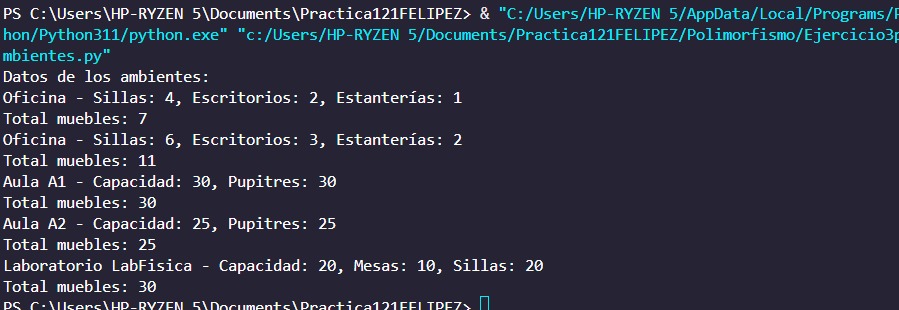 PS C:\Users\HP-RYZEN 5\Documents\Practica121FELIPEZ> & "C:/Users/HP-RYZEN 5/AppData/Local/Programs/P
hon/Python311/python.exe" "c:/Users/HP-RYZEN 5/Documents/Practica121FELIPEZ/Polimorfismo/Ejercicio3p
mbientes.py"
Datos de los ambientes:
Oficina - Sillas: 4, Escritorios: 2, Estanterías: 1
Total muebles: 7
Oficina - Sillas: 6, Escritorios: 3, Estanterías: 2
Total muebles: 11
Aula A1 - Capacidad: 30, Pupitres: 30
Total muebles: 30
Aula A2 - Capacidad: 25, Pupitres: 25
Total muebles: 25
Laboratorio LabFisica - Capacidad: 20, Mesas: 10, Sillas: 20
Total muebles: 30
PS C:\Users\HP-RYZEN 5\Documents\Practica121FELIPEZ>